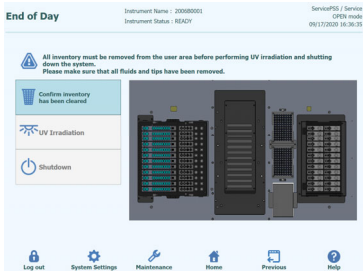 End of Day
Instrument Name : 2006B0001
Instrument Status : READY
ServicePSS / Service
OPEN mode
09/17/2020 16:36:35
All inventory must be removed from the user area before performing UV irradiation and shutting
down the system.
Please make sure that all fluids and tips have been removed.
Confirm inventory
has been cleared
UV Irradiation
Shutdown
Log out
System Settings
Maintenance
Home
Previous
Help